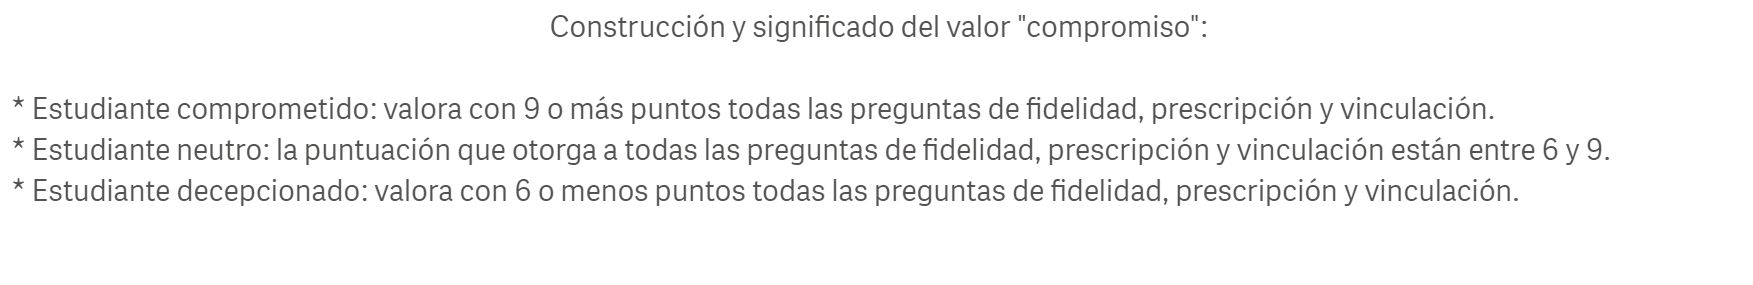 Construcción y significado del valor "compromiso":
* Estudiante comprometido: valora con 9 o más puntos todas las preguntas de fidelidad, prescripción y vinculación.
* Estudiante neutro: la puntuación que otorga a todas las preguntas de fidelidad, prescripción y vinculación están entre 6 y 9.
* Estudiante decepcionado: valora con 6 o menos puntos todas las preguntas de fidelidad, prescripción y vinculación.